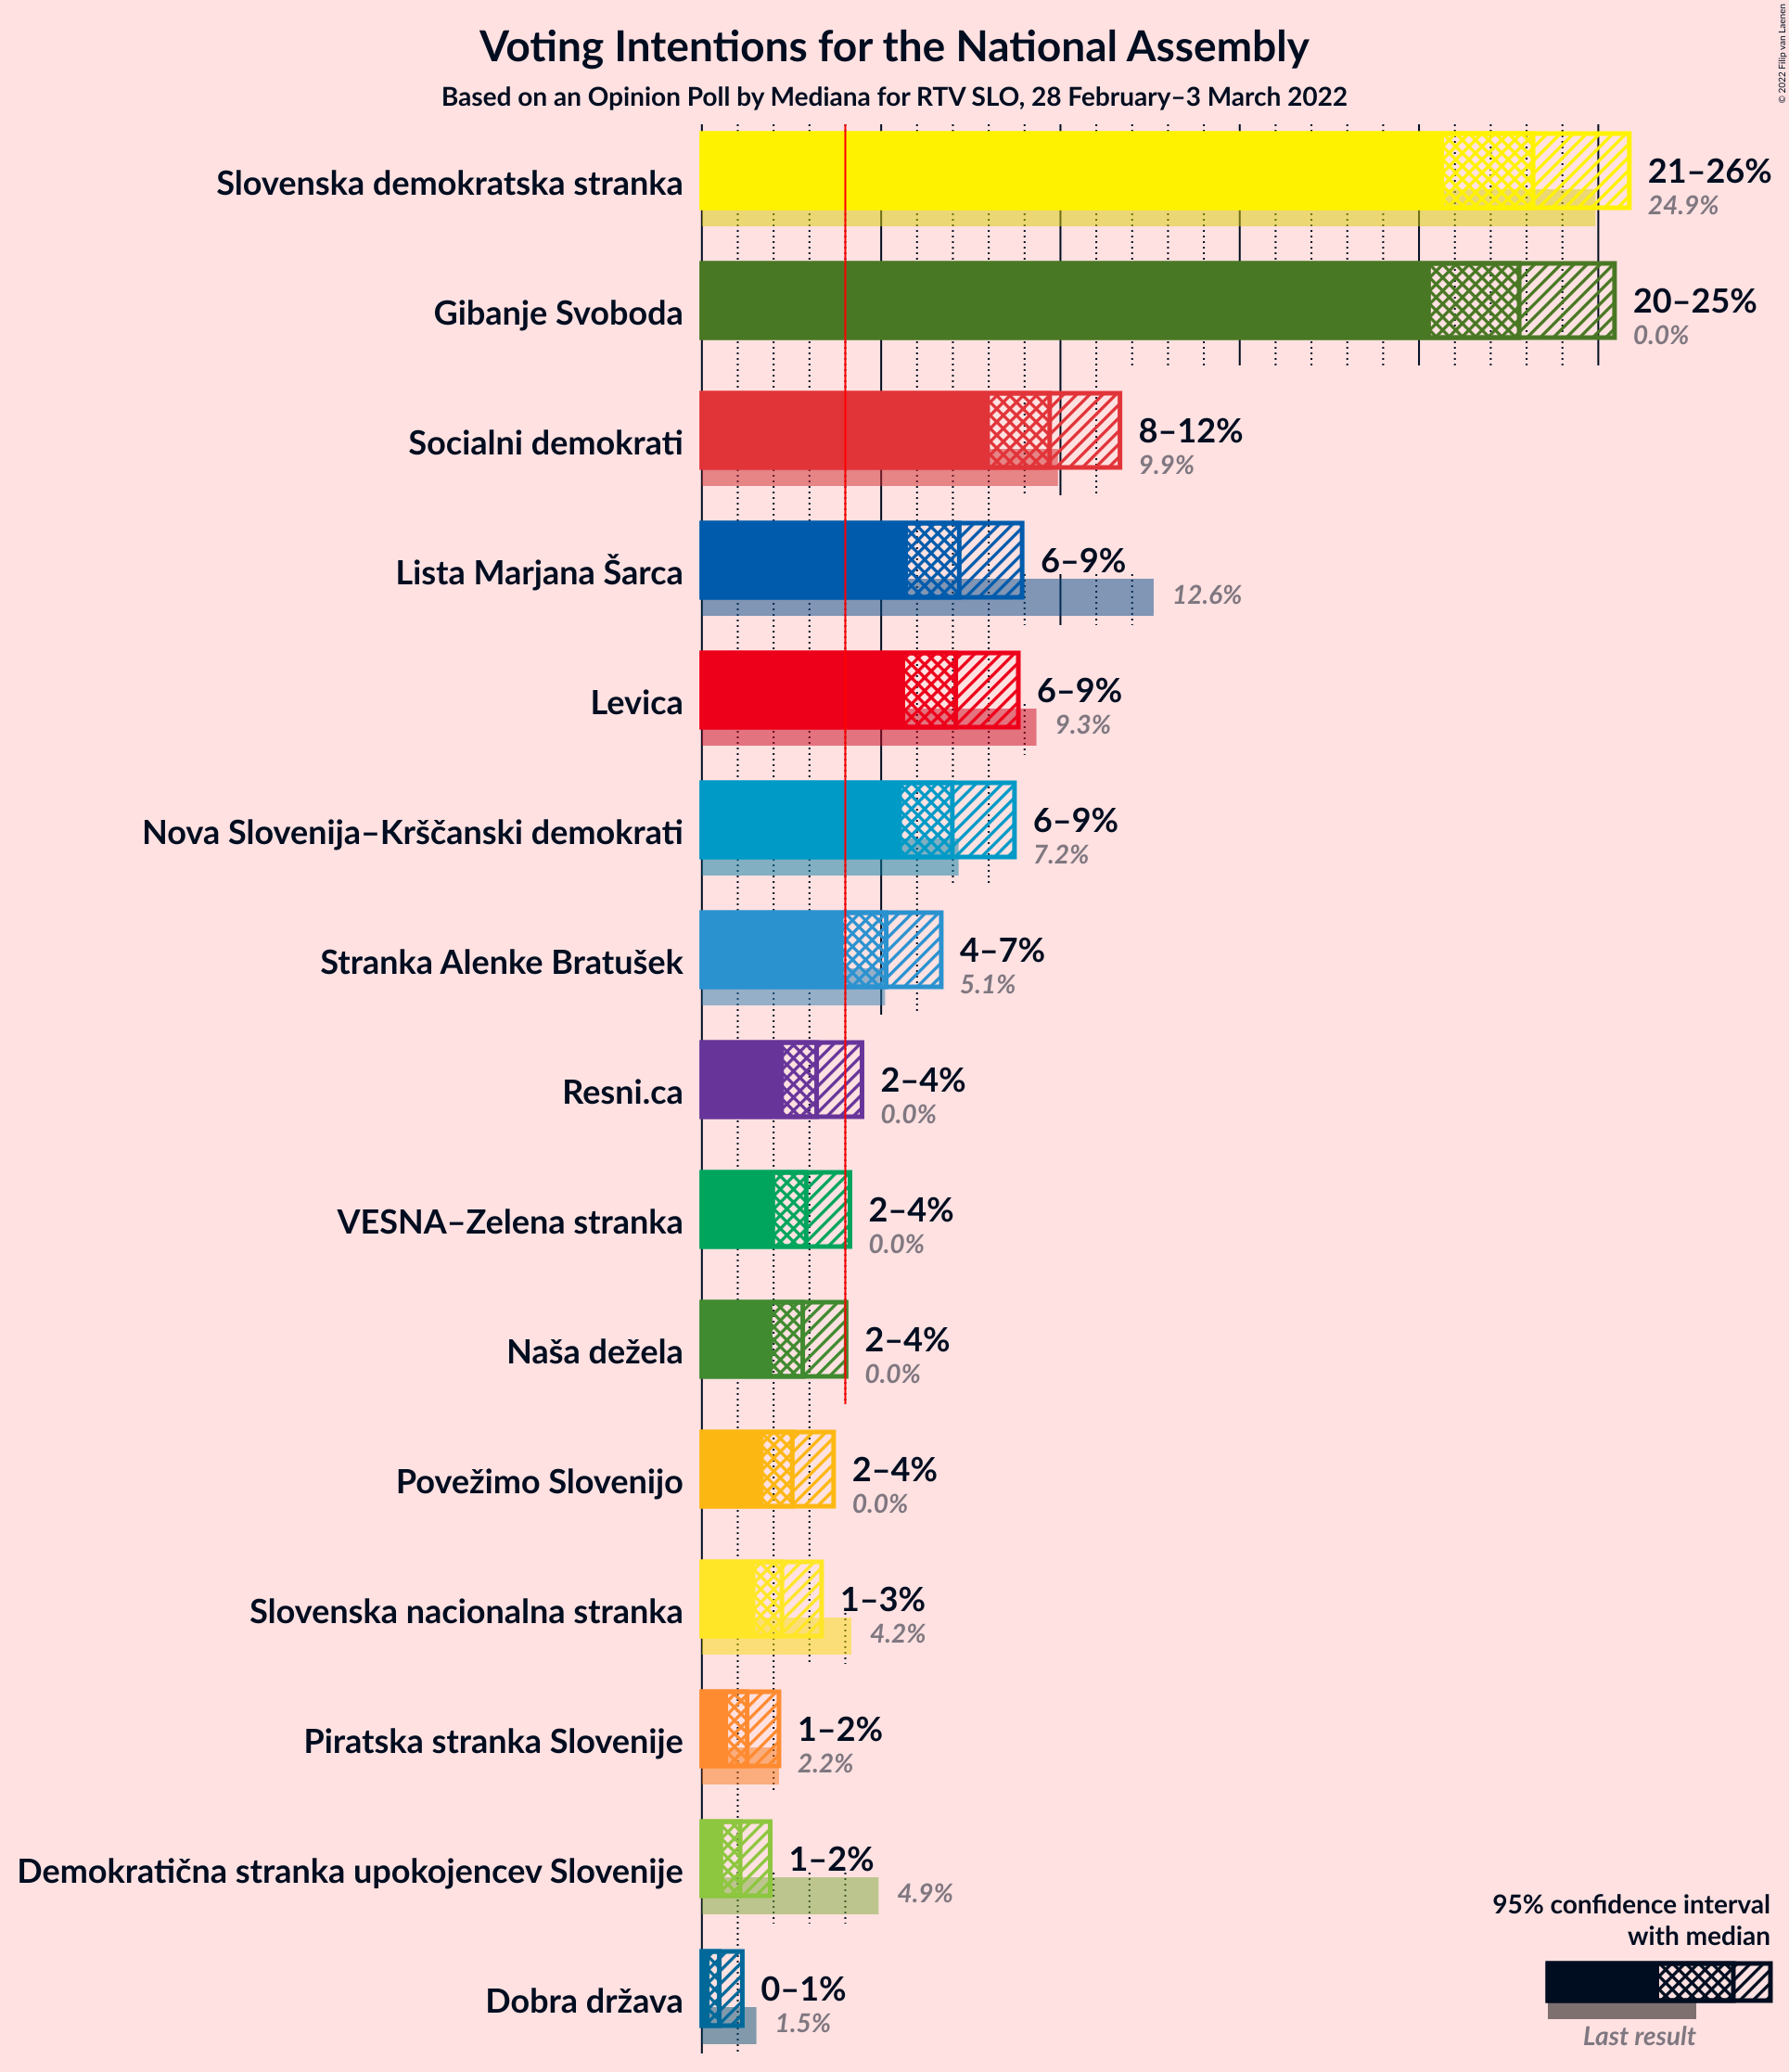 Voting Intentions for the National Assembly
Based on an Opinion Poll by Mediana for RTV SLO, 28 February–3 March 2022
© 2022 Filip van Laenen
Slovenska demokratska stranka
21–26%
24.9%
Gibanje Svoboda
20–25%
0.0%
Socialni demokrati
8–12%
9.9%
Lista Marjana Šarca
6–9%
12.6%
Levica
6–9%
9.3%
Nova Slovenija–Krščanski demokrati
6–9%
7.2%
Stranka Alenke Bratušek
4–7%
5.1%
Resni.ca
2–4%
0.0%
VESNA–Zelena stranka
2–4%
0.0%
Naša dežela
2–4%
0.0%
Povežimo Slovenijo
2–4%
0.0%
Slovenska nacionalna stranka
1–3%
4.2%
Piratska stranka Slovenije
1–2%
2.2%
Demokratična stranka upokojencev Slovenije
1–2%
4.9%
Dobra država
0–1%
1.5%
95% confidence interval
with median
Last result